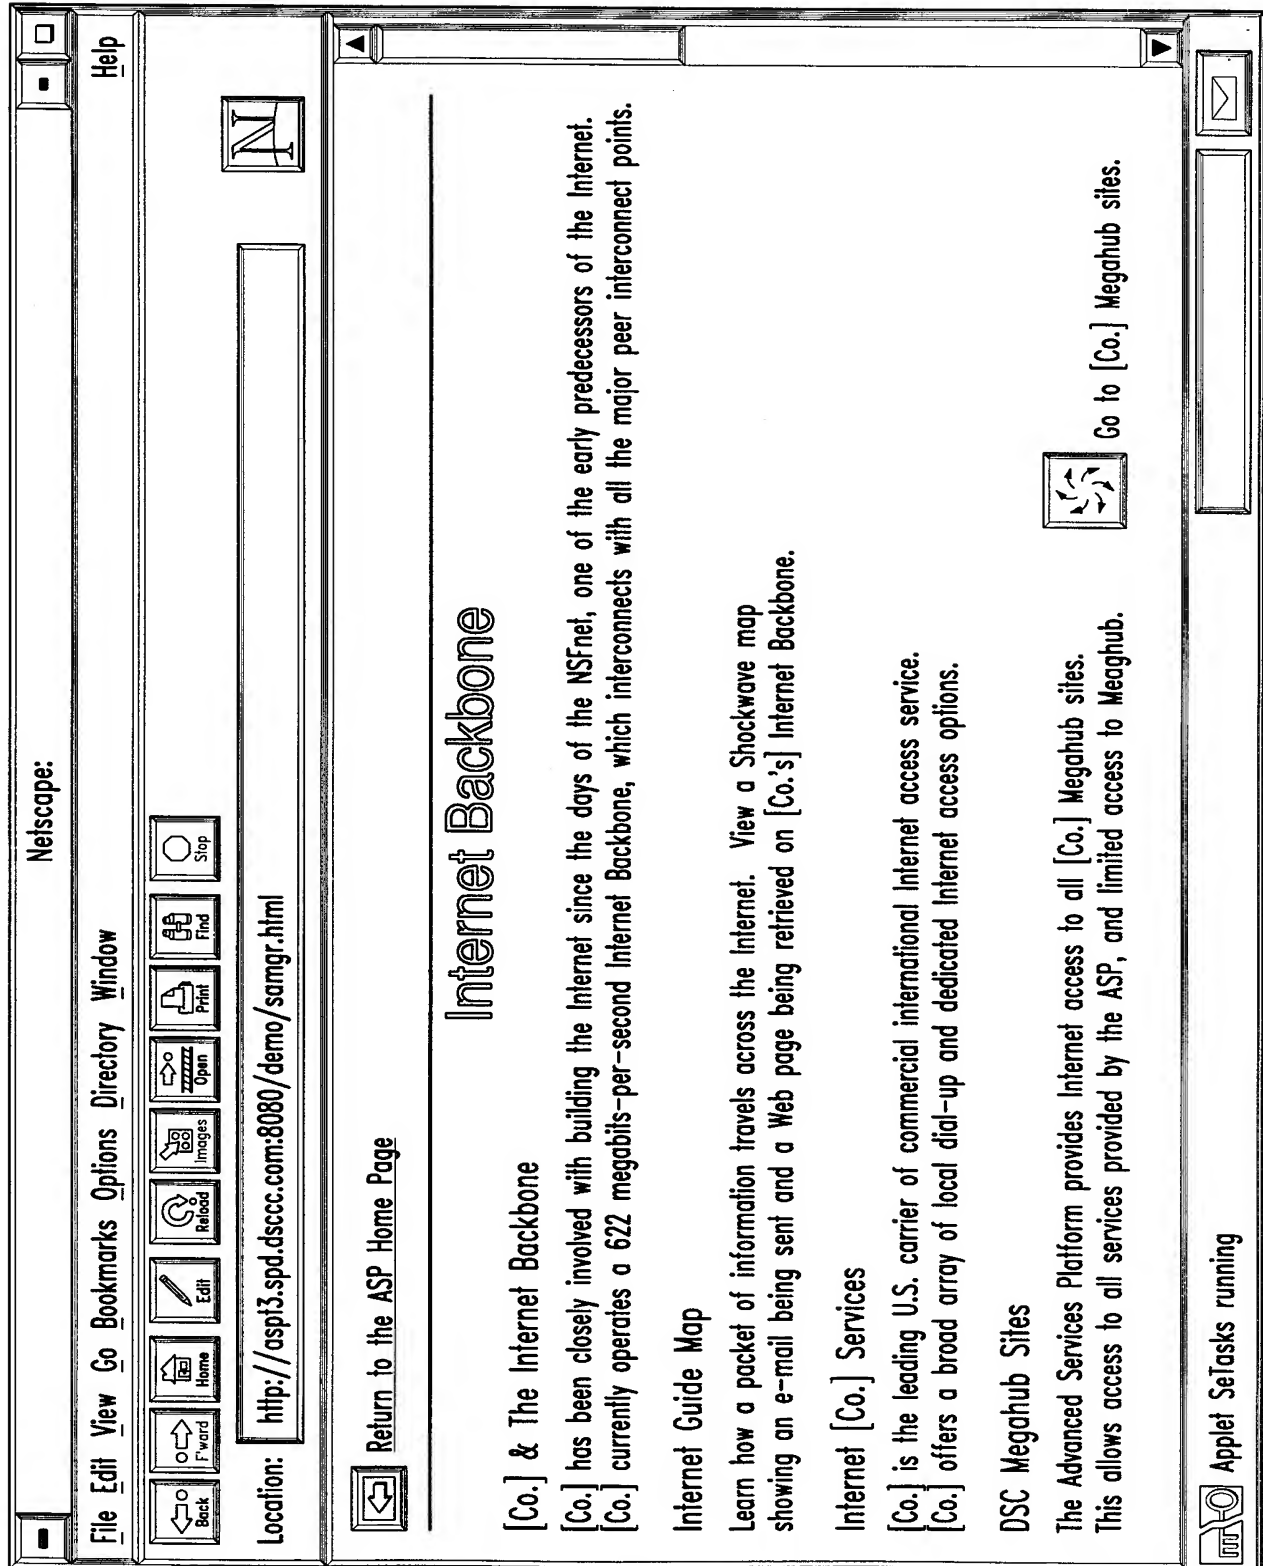 Netscape:
File Edit View Go Bookmarks Options Directory Window Help
Back F'ward Home Edit Reload Images Open Print Find Stop
Location: http://aspt3.spd.dsccc.com:8080/demo/samgr.html
N
Return to the ASP Home Page
Internet Backbone
[Co.] & The Internet Backbone
[Co.] has been closely involved with building the Internet since the days of the NSFnet, one of the early predecessors of the Internet.
[Co.] currently operates a 622 megabits-per-second Internet Backbone, which interconnects with all the major peer interconnect points.
Internet Guide Map
Learn how a packet of information travels across the Internet. View a Shockwave map
showing an e-mail being sent and a Web page being retrieved on [Co.'s] Internet Backbone.
Internet [Co.] Services
[Co.] is the leading U.S. carrier of commercial international Internet access service.
[Co.] offers a broad array of local dial-up and dedicated Internet access options.
DSC Megahub Sites
The Advanced Services Platform provides Internet access to all [Co.] Megahub sites.
This allows access to all services provided by the ASP, and limited access to Meaghub.
Go to [Co.] Megahub sites.
Applet SeTasks running